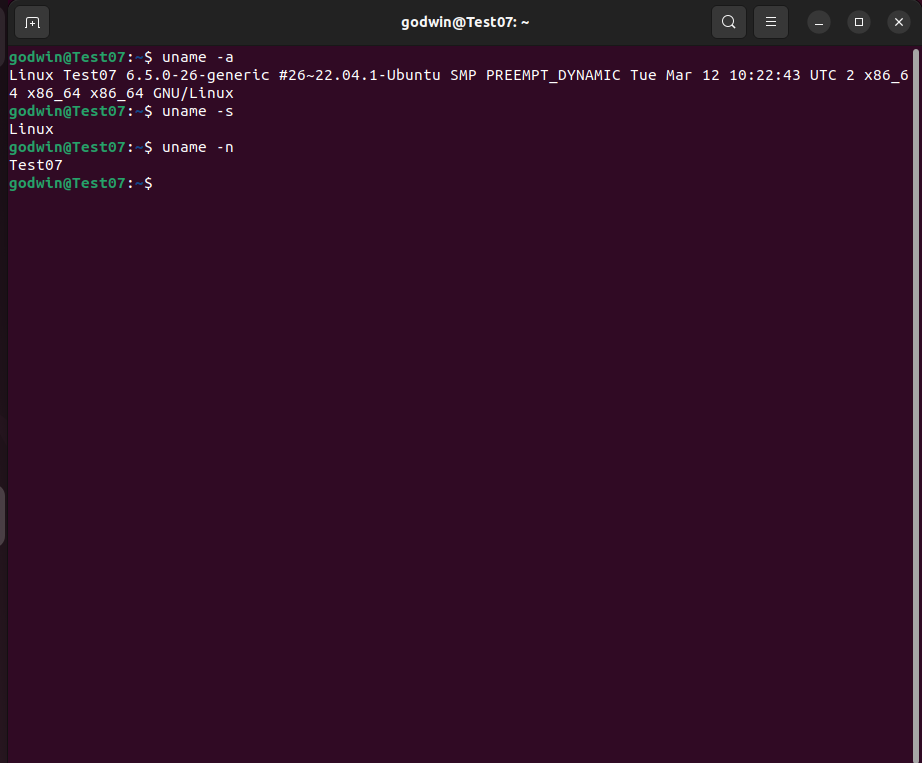 godwin@Test07: ~
godwin@Test07:~$ uname -a
Linux Test07 6.5.0-26-generic #26~22.04.1-Ubuntu SMP PREEMPT_DYNAMIC Tue Mar 12 10:22:43 UTC 2 x86_6
4 x86_64 x86_64 GNU/Linux
godwin@Test07:~$ uname -s
Linux
godwin@Test07:~$ uname -n
Test07
godwin@Test07:~$